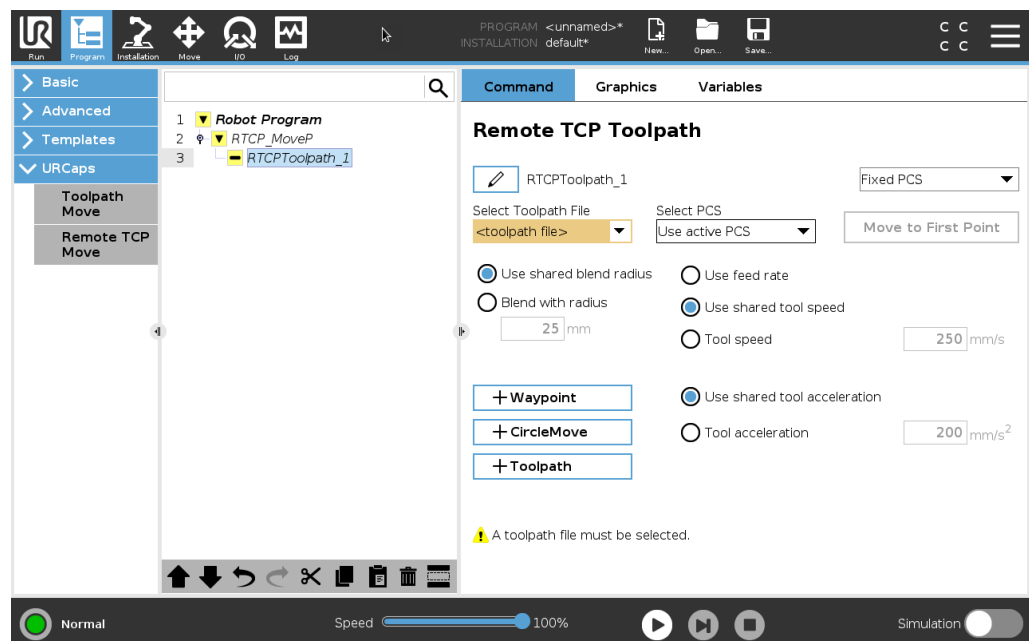 UR
Run
Program
Installation
Move
I/O
Log
PROGRAM <unnamed>*
INSTALLATION default*
New...
Open...
Save...
C C
C C
Basic
Advanced
Templates
URCaps
Toolpath
Move
Remote TCP
Move
1 Robot Program
2 RTCP_MoveP
3 RTCPToolpath_1
Command Graphics Variables
Remote TCP Toolpath
RTCPToolpath_1
Fixed PCS
Select Toolpath File
Select PCS
<toolpath file>
Use active PCS
Move to First Point
Use shared blend radius
Use feed rate
Blend with radius
Use shared tool speed
25 mm
Tool speed
250 mm/s
+ Waypoint
Use shared tool acceleration
+ CircleMove
Tool acceleration
200 mm/s²
+ Toolpath
A toolpath file must be selected.
Normal
Speed
100%
Simulation